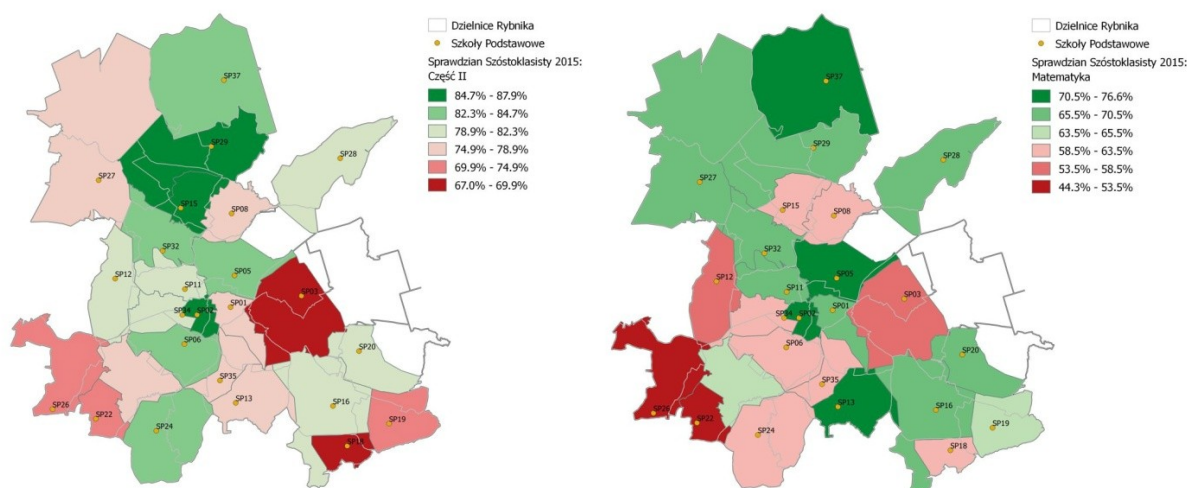 Dzielnice Rybnika
Szkoły Podstawowe
Sprawdzian Szóstoklasisty 2015:
Część II
84.7% - 87.9%
82.3% - 84.7%
78.9% - 82.3%
74.9% - 78.9%
69.9% - 74.9%
67.0% - 69.9%
SP37
SP29
SP28
SP27
SP15
SP08
SP32
SP12
SP05
SP11
SP03
SP01
SP34
SP02
SP06
SP20
SP35
SP13
SP16
SP26
SP22
SP24
SP19
SP18
Dzielnice Rybnika
Szkoły Podstawowe
Sprawdzian Szóstoklasisty 2015:
Matematyka
70.5% - 76.6%
65.5% - 70.5%
63.5% - 65.5%
58.5% - 63.5%
53.5% - 58.5%
44.3% - 53.5%
SP37
SP29
SP28
SP27
SP15
SP08
SP32
SP12
SP05
SP11
SP03
SP01
SP34
SP02
SP06
SP20
SP35
SP13
SP16
SP26
SP22
SP24
SP19
SP18